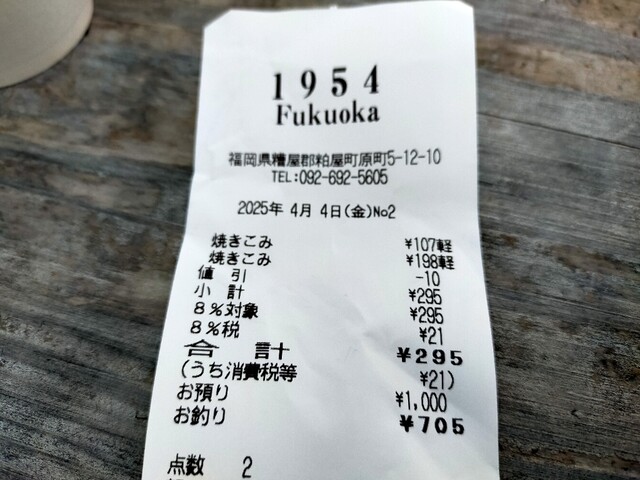 1954
Fukuoka
福岡県糟屋郡粕屋町原町5-12-10
TEL:092-692-5605
2025年 4月 4日(金)No2
焼きこみ ¥107軽
焼きこみ ¥198軽
値引 -10
小計 ¥295
8%対象 ¥295
8%税 ¥21
合計 ¥295
(うち消費税等 ¥21)
お預り ¥1,000
お釣り ¥705
点数 2